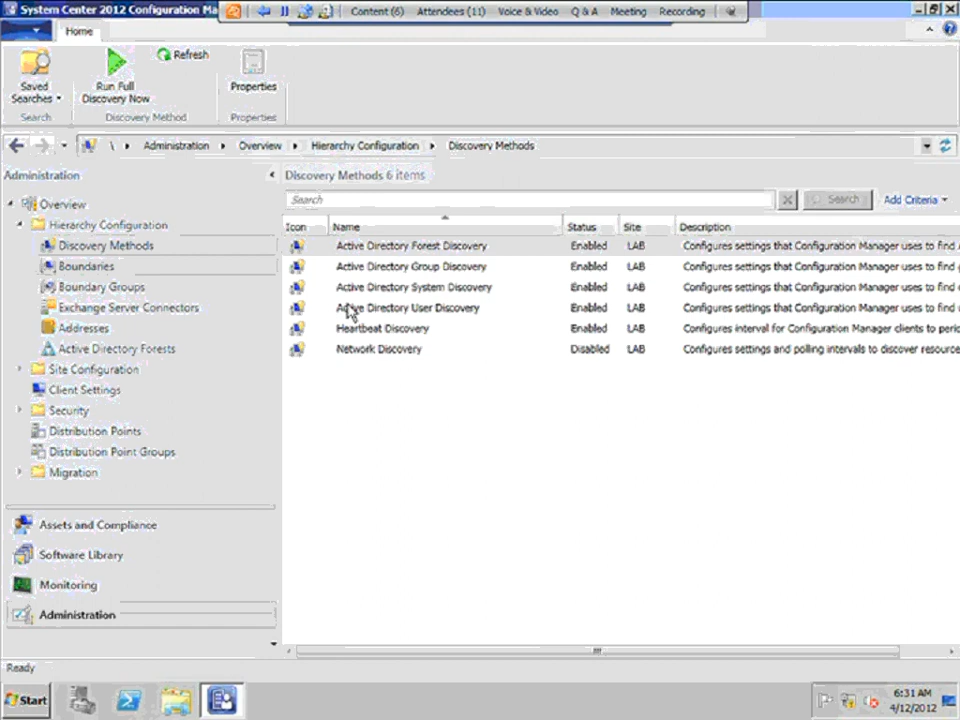 System Center 2012 Configuration Ma
Content (6) Attendees (11) Voice & Video Q & A Meeting Recording
Home
Saved Searches
Run Full Discovery Now
Refresh
Properties
Search Discovery Method Properties
\ Administration Overview Hierarchy Configuration Discovery Methods
Administration
Overview
Hierarchy Configuration
Discovery Methods
Boundaries
Boundary Groups
Exchange Server Connectors
Addresses
Active Directory Forests
Site Configuration
Client Settings
Security
Distribution Points
Distribution Point Groups
Migration
Assets and Compliance
Software Library
Monitoring
Administration
Discovery Methods 6 items
Search Search Add Criteria
Icon Name Status Site Description
Active Directory Forest Discovery Enabled LAB Configures settings that Configuration Manager uses to find
Active Directory Group Discovery Enabled LAB Configures settings that Configuration Manager uses to find
Active Directory System Discovery Enabled LAB Configures settings that Configuration Manager uses to find
Active Directory User Discovery Enabled LAB Configures settings that Configuration Manager uses to find
Heartbeat Discovery Enabled LAB Configures interval for Configuration Manager clients to perio
Network Discovery Disabled LAB Configures settings and polling intervals to discover resource
Ready
Start
6:31 AM
4/12/2012